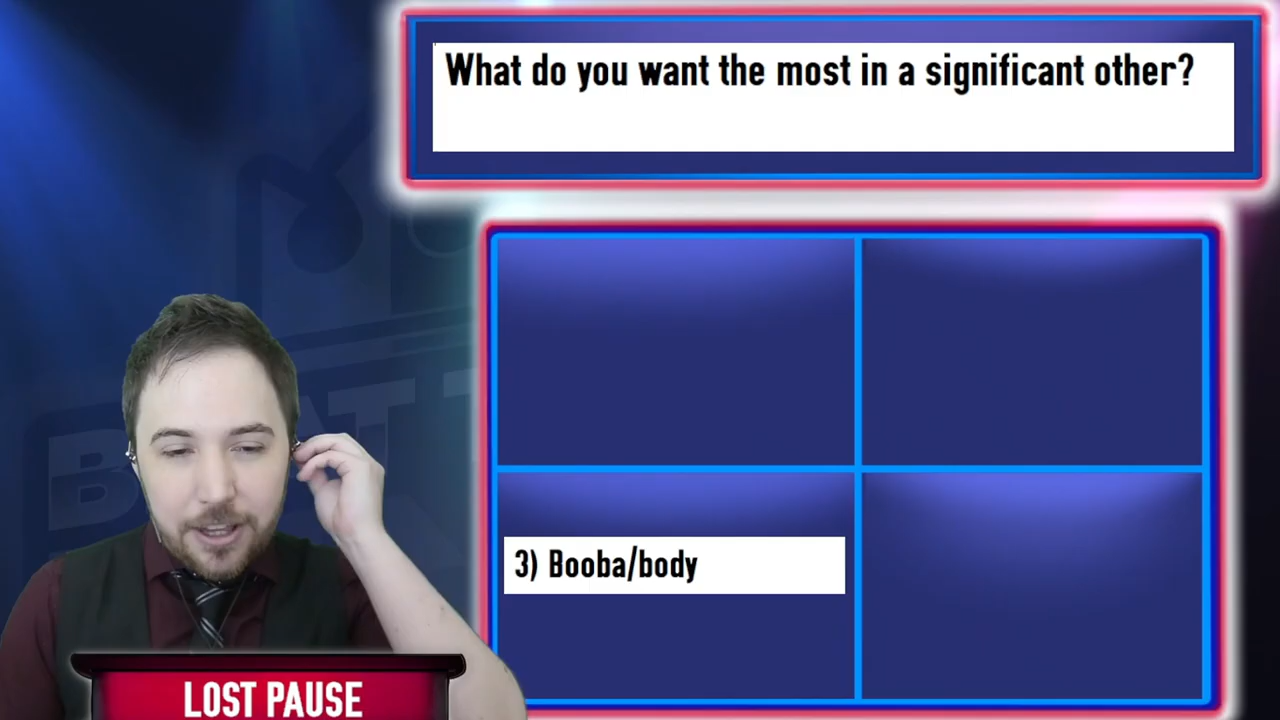 What do you want the most in a significant other?
3) Booba/body
LOST PAUSE